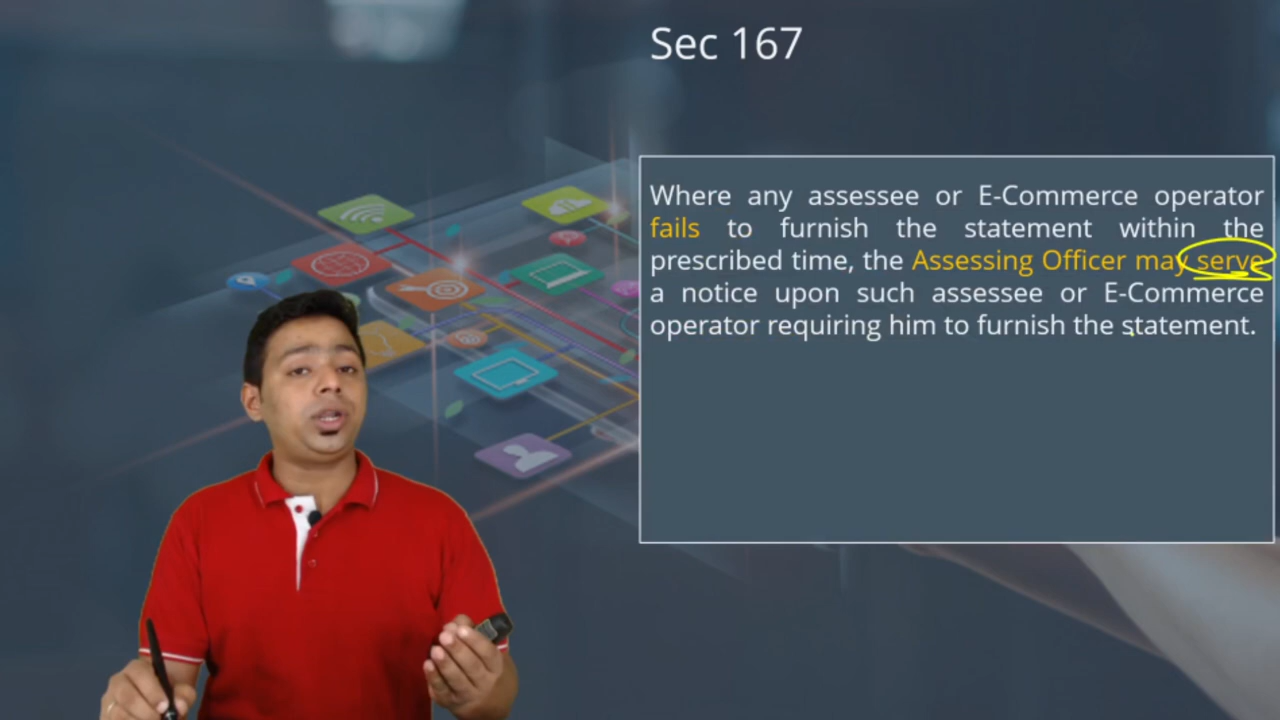 Sec 167
Where any assessee or E-Commerce operator
fails to furnish the statement within the
prescribed time, the Assessing Officer may serve
a notice upon such assessee or E-Commerce
operator requiring him to furnish the statement.